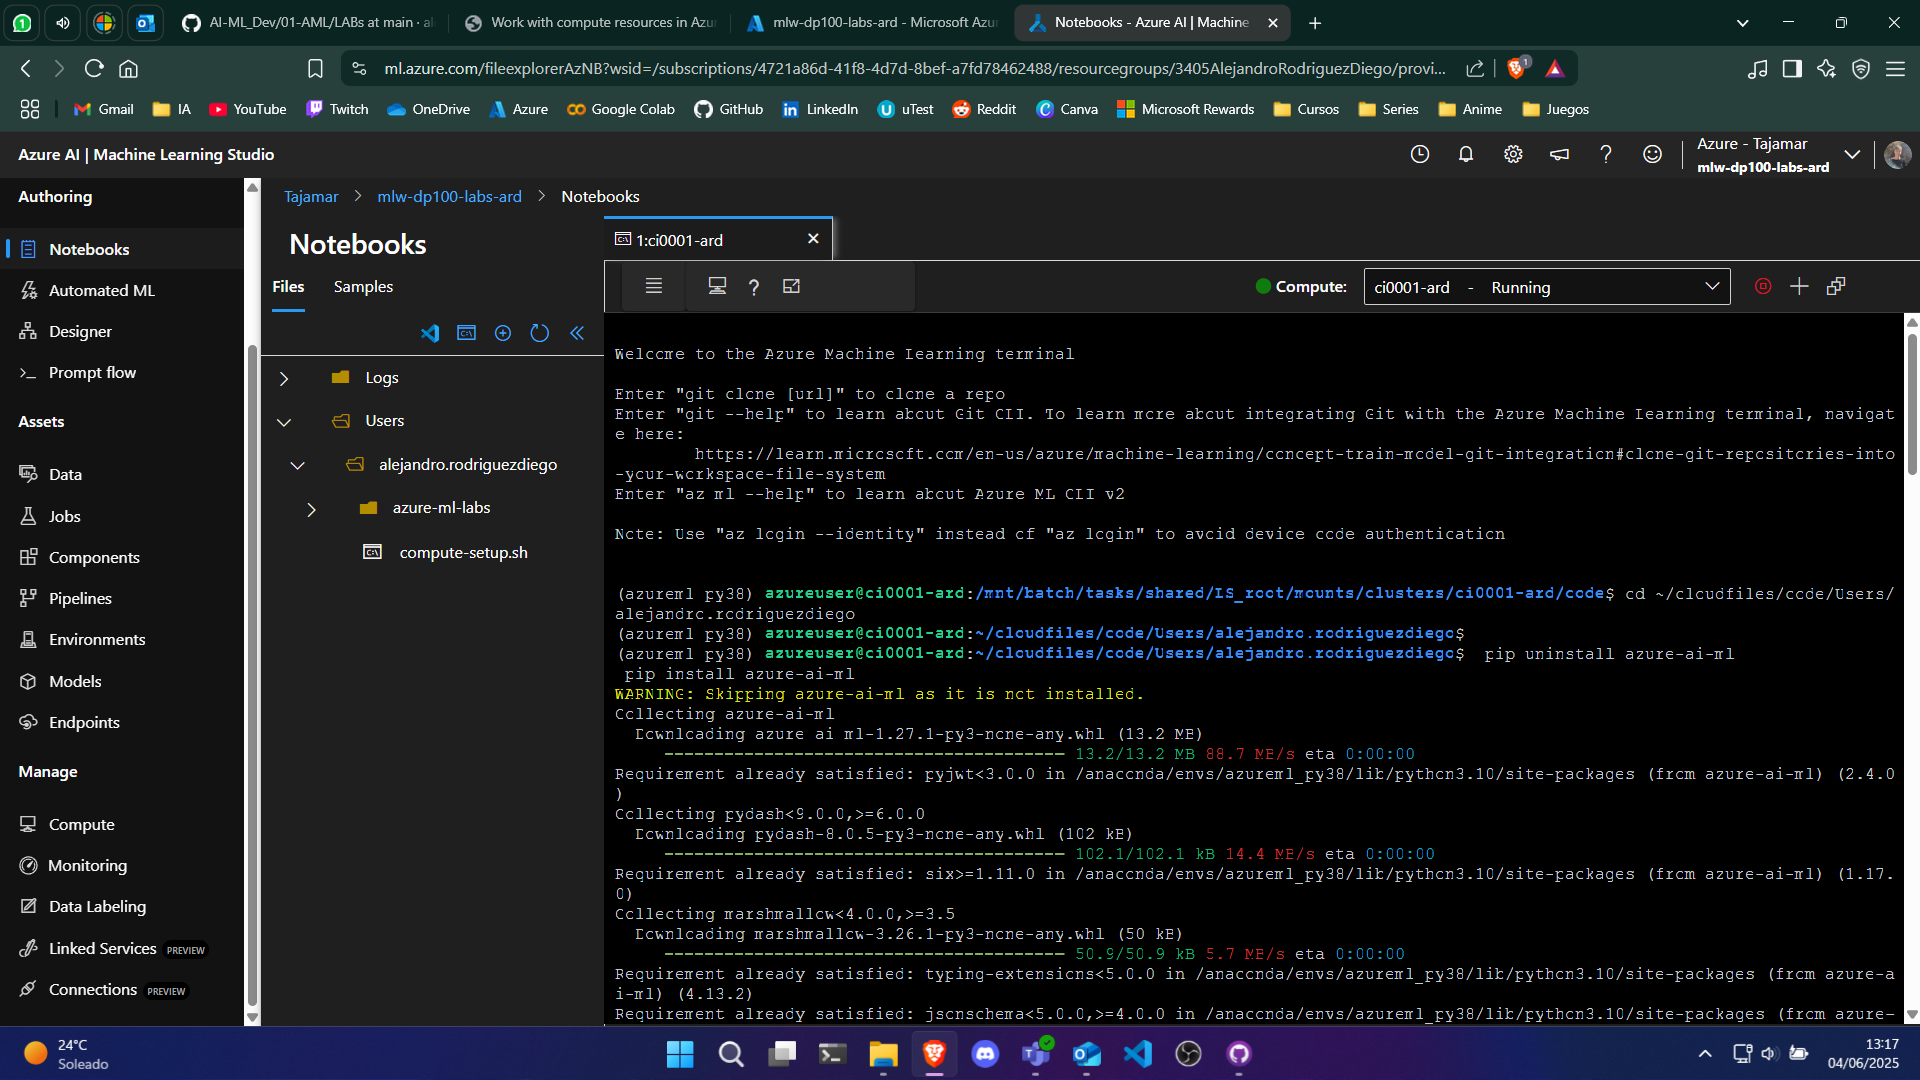 AI-ML_Dev/01-AML/LABs at main · al
Work with compute resources in Azur
mlw-dp100-labs-ard - Microsoft Azur
Notebooks - Azure AI | Machine
ml.azure.com/fileexplorerAzNB?wsid=/subscriptions/4721a86d-41f8-4d7d-8bef-a7fd78462488/resourcegroups/3405AlejandroRodriguezDiego/provi...
1
Gmail
IA
YouTube
Twitch
OneDrive
Azure
Google Colab
GitHub
LinkedIn
uTest
Reddit
Canva
Microsoft Rewards
Cursos
Series
Anime
Juegos
Azure AI | Machine Learning Studio
Azure - Tajamar
mlw-dp100-labs-ard
Authoring
Notebooks
Automated ML
Designer
Prompt flow
Assets
Data
Jobs
Components
Pipelines
Environments
Models
Endpoints
Manage
Compute
Monitoring
Data Labeling
Linked Services PREVIEW
Connections PREVIEW
Tajamar > mlw-dp100-labs-ard > Notebooks
Notebooks
Files
Samples
Logs
Users
alejandro.rodriguezdiego
azure-ml-labs
compute-setup.sh
1:ci0001-ard
Compute:
ci0001-ard - Running
Welcome to the Azure Machine Learning terminal
Enter "git clone [url]" to clone a repo
Enter "git --help" to learn about Git CLI. To learn more about integrating Git with the Azure Machine Learning terminal, navigat
e here:
https://learn.microsoft.com/en-us/azure/machine-learning/concept-train-model-git-integration#clone-git-repositories-into
-your-workspace-file-system
Enter "az ml --help" to learn about Azure ML CLI v2
Note: Use "az login --identity" instead of "az login" to avoid device code authentication
(azureml_py38) azureuser@ci0001-ard:/mnt/batch/tasks/shared/LS_root/mounts/clusters/ci0001-ard/code$ cd ~/cloudfiles/code/Users/
alejandro.rodriguezdiego
(azureml_py38) azureuser@ci0001-ard:~/cloudfiles/code/Users/alejandro.rodriguezdiego$
(azureml_py38) azureuser@ci0001-ard:~/cloudfiles/code/Users/alejandro.rodriguezdiego$ pip uninstall azure-ai-ml
pip install azure-ai-ml
WARNING: Skipping azure-ai-ml as it is not installed.
Collecting azure-ai-ml
Downloading azure_ai_ml-1.27.1-py3-none-any.whl (13.2 MB)
---------------------------------------- 13.2/13.2 MB 88.7 MB/s eta 0:00:00
Requirement already satisfied: pyjwt<3.0.0 in /anaconda/envs/azureml_py38/lib/python3.10/site-packages (from azure-ai-ml) (2.4.0
)
Collecting pydash<9.0.0,>=6.0.0
Downloading pydash-8.0.5-py3-none-any.whl (102 kB)
---------------------------------------- 102.1/102.1 kB 14.4 MB/s eta 0:00:00
Requirement already satisfied: six>=1.11.0 in /anaconda/envs/azureml_py38/lib/python3.10/site-packages (from azure-ai-ml) (1.17.
0)
Collecting marshmallow<4.0.0,>=3.5
Downloading marshmallow-3.26.1-py3-none-any.whl (50 kB)
---------------------------------------- 50.9/50.9 kB 5.7 MB/s eta 0:00:00
Requirement already satisfied: typing-extensions<5.0.0 in /anaconda/envs/azureml_py38/lib/python3.10/site-packages (from azure-a
i-ml) (4.13.2)
Requirement already satisfied: jsonschema<5.0.0,>=4.0.0 in /anaconda/envs/azureml_py38/lib/python3.10/site-packages (from azure-
24°C
Soleado
13:17
04/06/2025